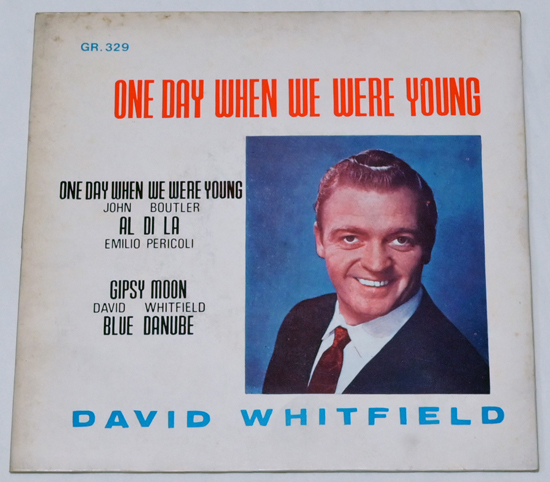 GR. 329
ONE DAY WHEN WE WERE YOUNG
ONE DAY WHEN WE WERE YOUNG
JOHN BOUTLER
AL DI LA
EMILIO PERICOLI
GIPSY MOON
DAVID WHITFIELD
BLUE DANUBE
DAVID WHITFIELD